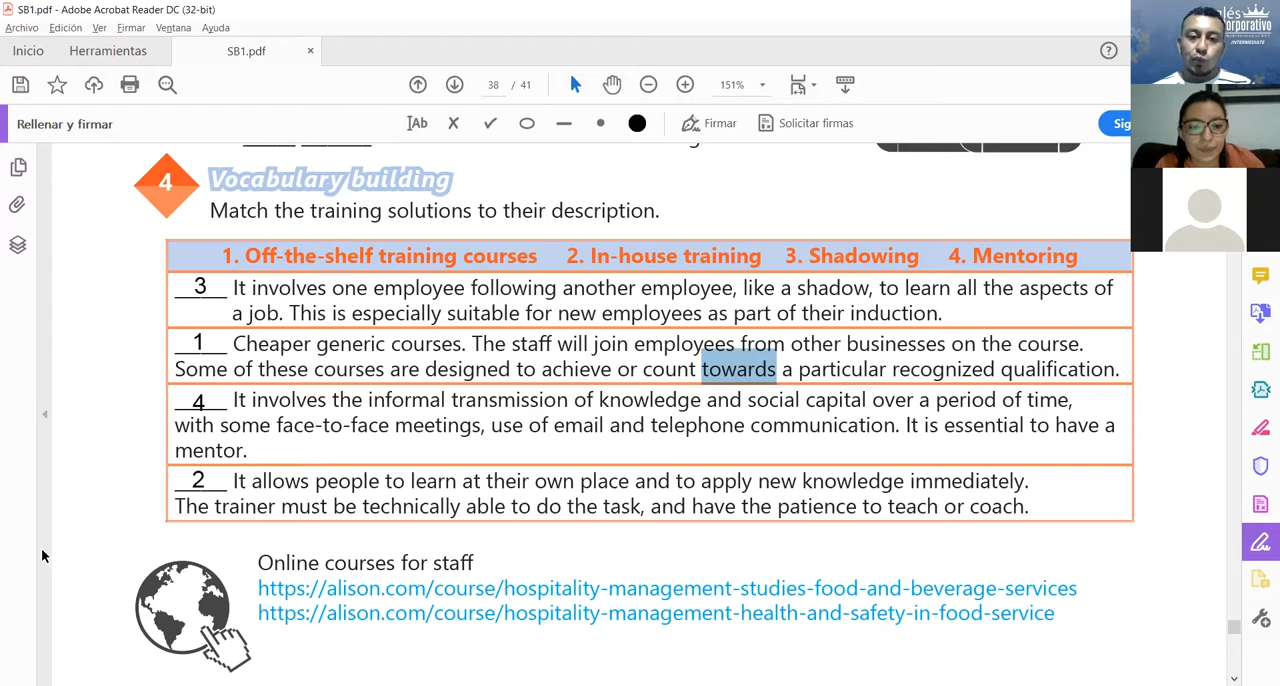 SB1.pdf - Adobe Acrobat Reader DC (32-bit)
Archivo Edición Ver Firmar Ventana Ayuda
Inicio Herramientas SB1.pdf ×
38 / 41 151%
Rellenar y firmar
Firmar Solicitar firmas Sig
4
Vocabulary building
Match the training solutions to their description.
1. Off-the-shelf training courses 2. In-house training 3. Shadowing 4. Mentoring
3 It involves one employee following another employee, like a shadow, to learn all the aspects of
a job. This is especially suitable for new employees as part of their induction.
1 Cheaper generic courses. The staff will join employees from other businesses on the course.
Some of these courses are designed to achieve or count towards a particular recognized qualification.
4 It involves the informal transmission of knowledge and social capital over a period of time,
with some face-to-face meetings, use of email and telephone communication. It is essential to have a
mentor.
2 It allows people to learn at their own place and to apply new knowledge immediately.
The trainer must be technically able to do the task, and have the patience to teach or coach.
Online courses for staff
https://alison.com/course/hospitality-management-studies-food-and-beverage-services
https://alison.com/course/hospitality-management-health-and-safety-in-food-service
INTERMEDIATE